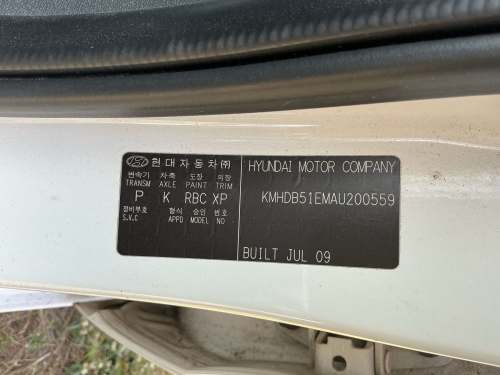 현대자동차㈜
HYUNDAI MOTOR COMPANY
변속기 차축 도장 의장
TRANSM AXLE PAINT TRIM
P K RBC XP
정비부호 형식 승인 번호
S.V.C APPD MODEL NO
KMHDB51EMAU200559
BUILT JUL 09